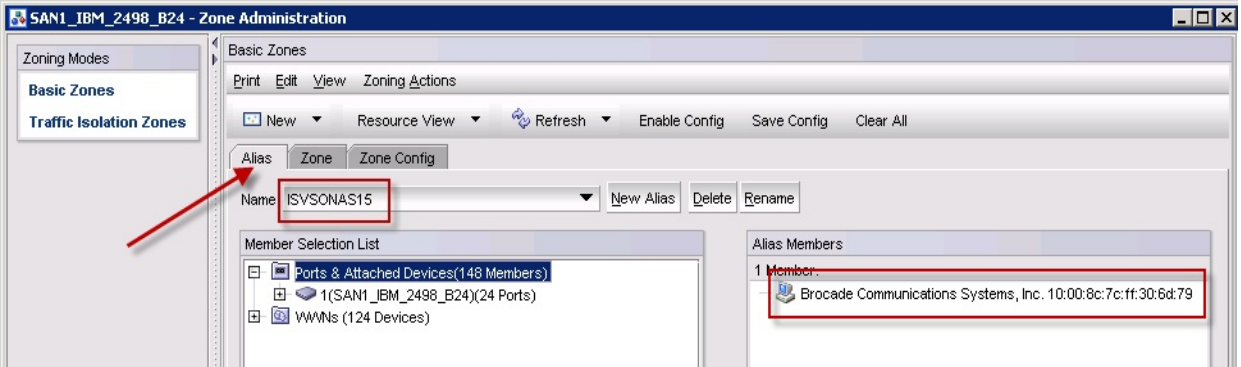 SAN1_IBM_2498_B24 - Zone Administration
Zoning Modes
Basic Zones
Traffic Isolation Zones
Basic Zones
Print Edit View Zoning Actions
New Resource View Refresh Enable Config Save Config Clear All
Alias Zone Zone Config
Name ISVSONAS15 New Alias Delete Rename
Member Selection List
Ports & Attached Devices(148 Members)
1(SAN1_IBM_2498_B24)(24 Ports)
WWNs (124 Devices)
Alias Members
1 Member.
Brocade Communications Systems, Inc. 10:00:8c:7c:ff:30:6d:79